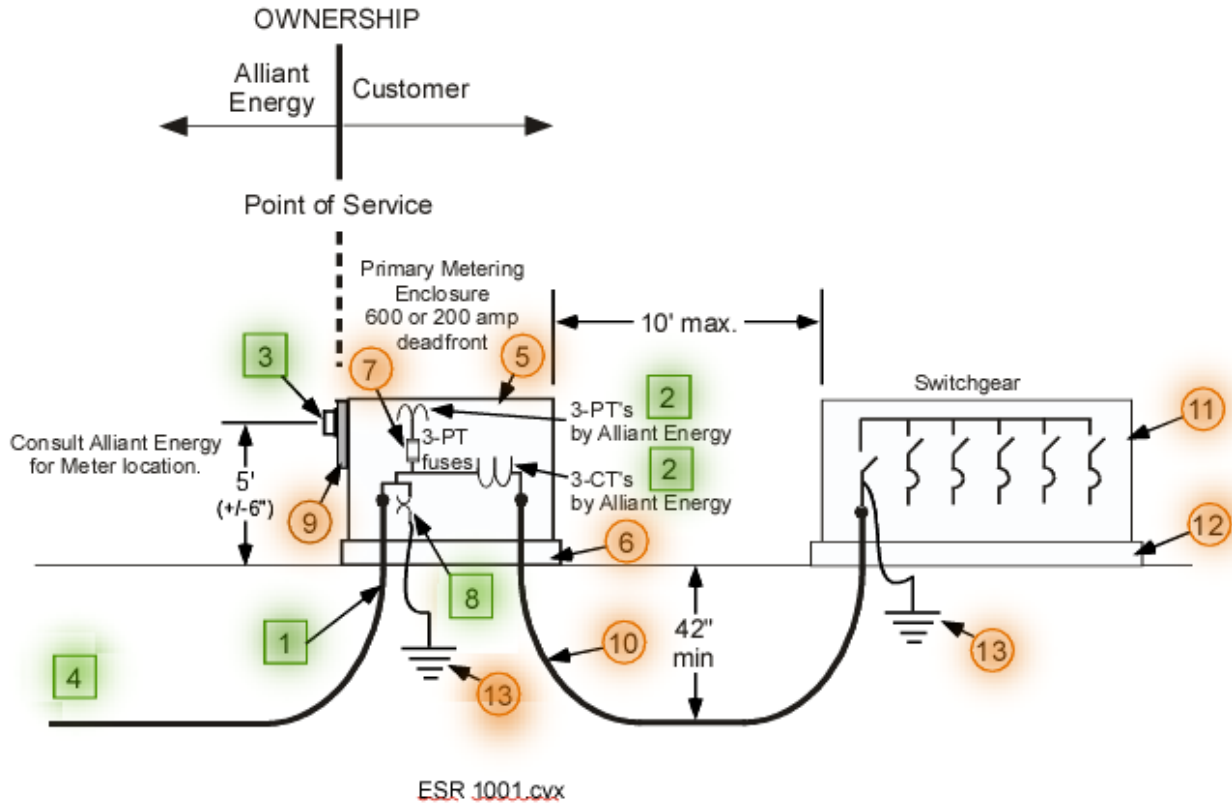 OWNERSHIP
Alliant
Energy
Customer
Point of Service
Primary Metering
Enclosure
600 or 200 amp
deadfront
10' max.
3
7
5
2
Switchgear
3-PT's
by Alliant Energy
11
Consult Alliant Energy
for Meter location.
3-PT
fuses
2
3-CT's
by Alliant Energy
5'
(+/-6")
9
6
12
8
1
42"
min
10
13
4
13
ESR 1001.cvx